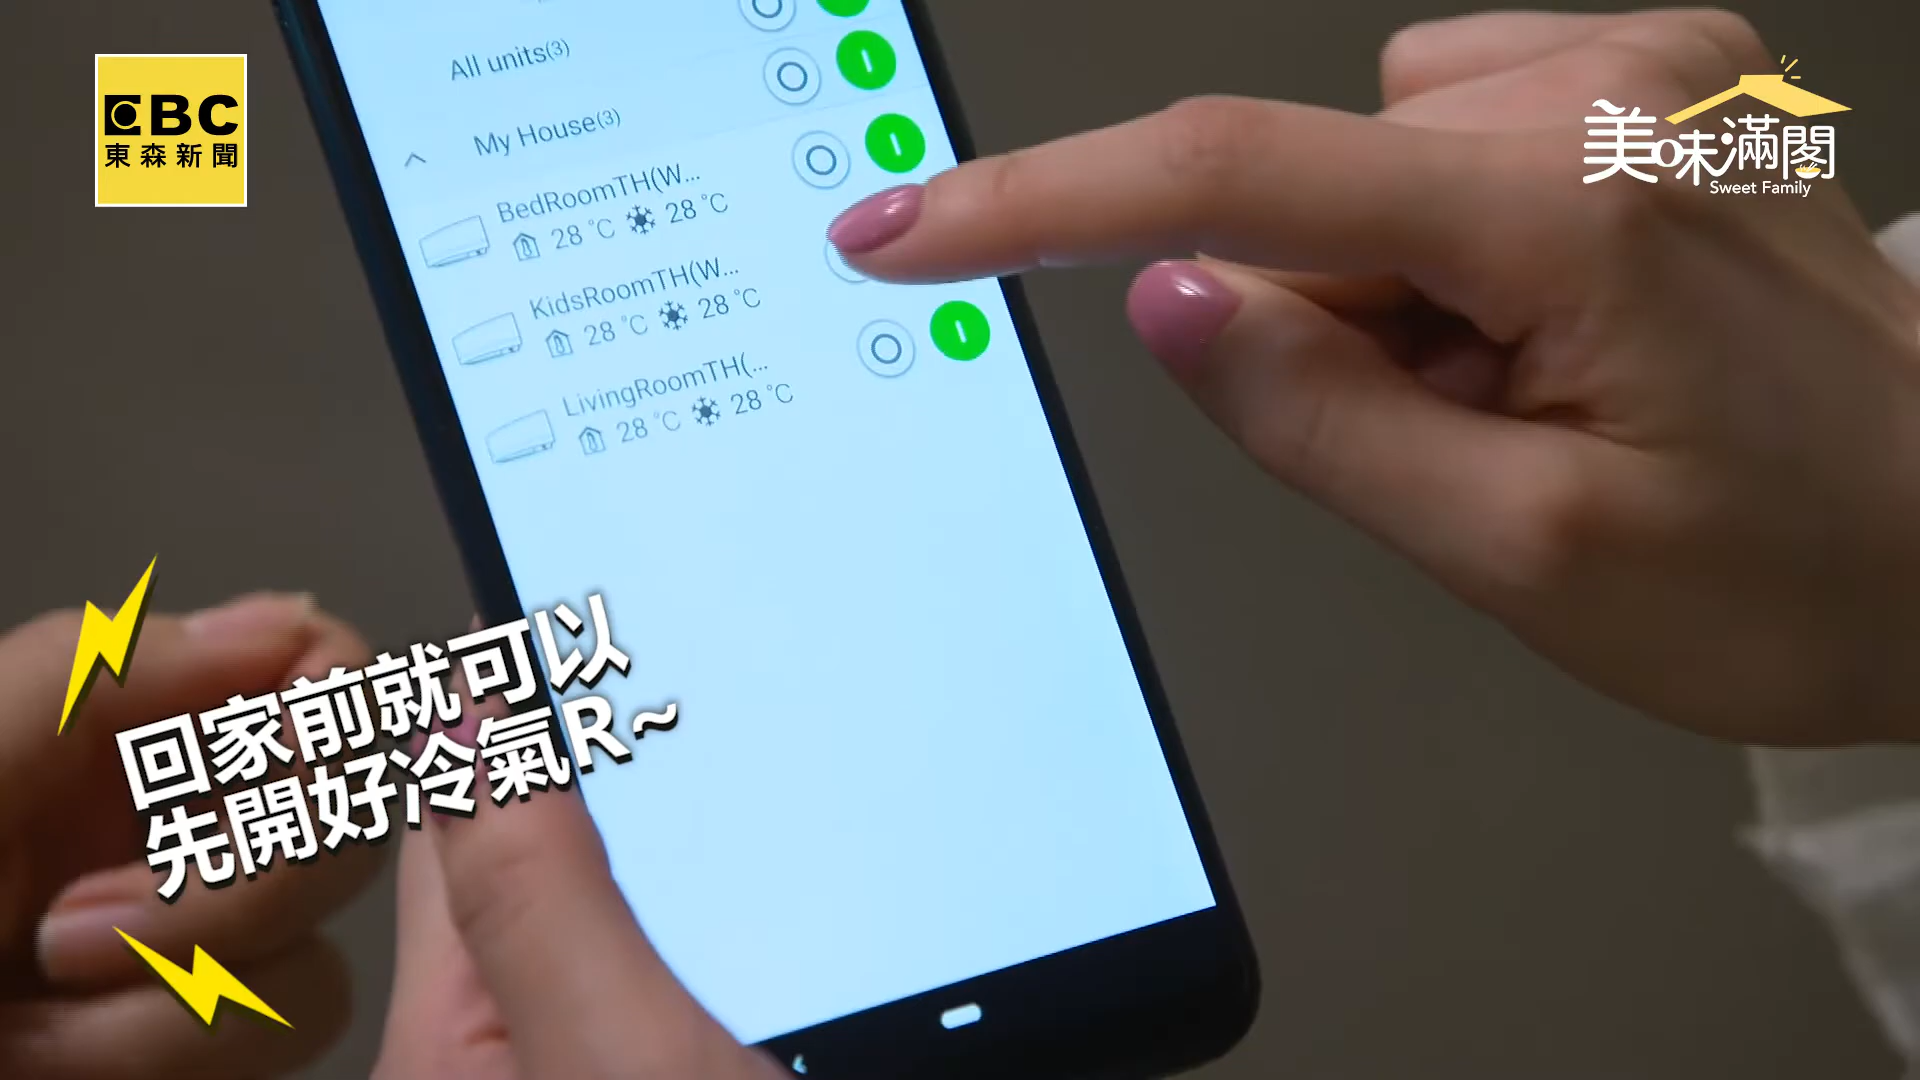 All units(3)
My House(3)
BedRoomTH(W...
28 °C 28 °C
KidsRoomTH(W...
28 °C 28 °C
LivingRoomTH(...
28 °C 28 °C
EBC
東森新聞
美味滿閣
Sweet Family
回家前就可以
先開好冷氣R~